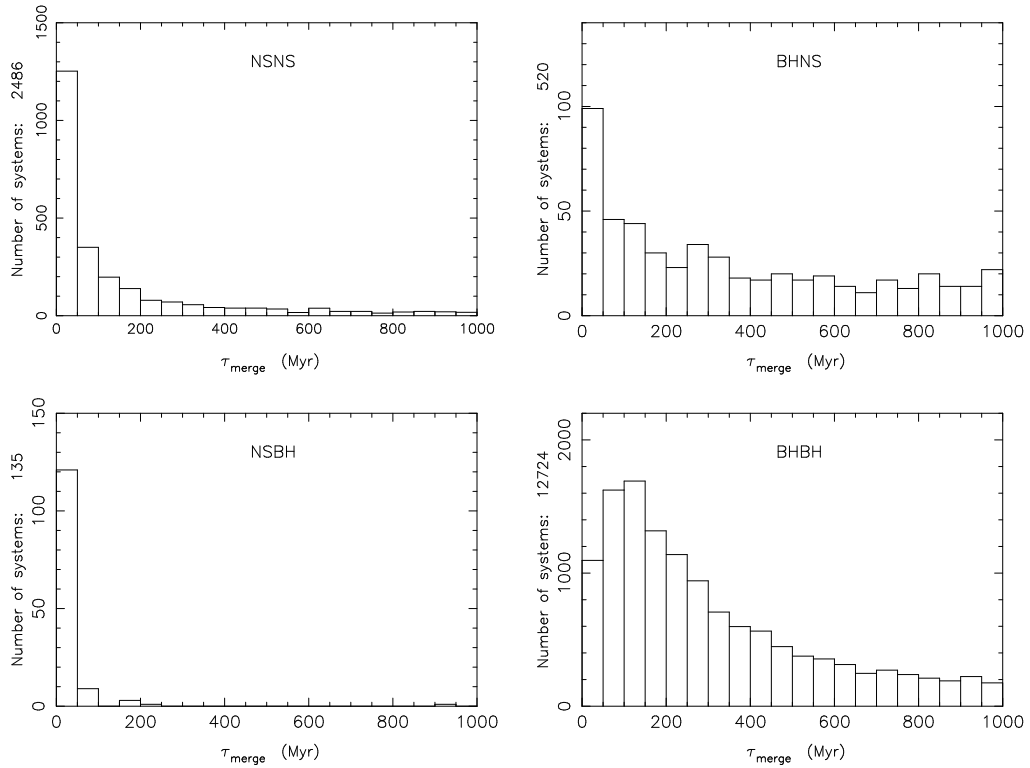 NSNS
Number of systems: 2486
1500
1000
500
0
0 200 400 600 800 1000
τmerge (Myr)
BHNS
Number of systems: 520
100
50
0
0 200 400 600 800 1000
τmerge (Myr)
NSBH
Number of systems: 135
150
100
50
0
0 200 400 600 800 1000
τmerge (Myr)
BHBH
Number of systems: 12724
2000
1000
0
0 200 400 600 800 1000
τmerge (Myr)